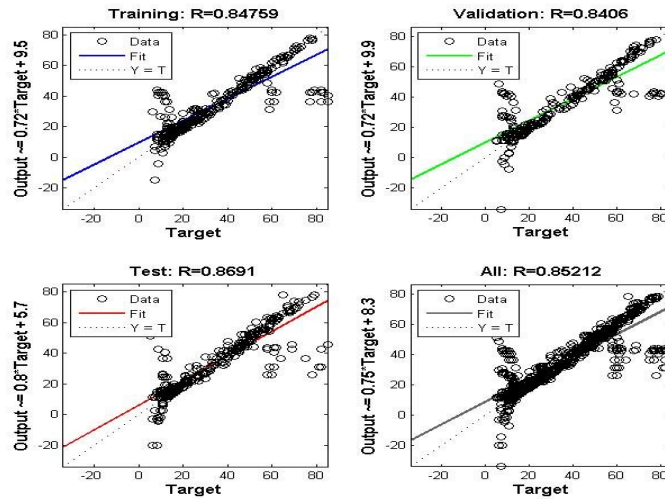 Training: R=0.84759
Output ~= 0.72*Target + 9.5
80
60
40
20
0
-20
Data
Fit
Y = T
-20 0 20 40 60 80
Target
Validation: R=0.8406
Output ~= 0.72*Target + 9.9
80
60
40
20
0
-20
Data
Fit
Y = T
-20 0 20 40 60 80
Target
Test: R=0.8691
Output ~= 0.8*Target + 5.7
80
60
40
20
0
-20
Data
Fit
Y = T
-20 0 20 40 60 80
Target
All: R=0.85212
Output ~= 0.75*Target + 8.3
80
60
40
20
0
-20
Data
Fit
Y = T
-20 0 20 40 60 80
Target